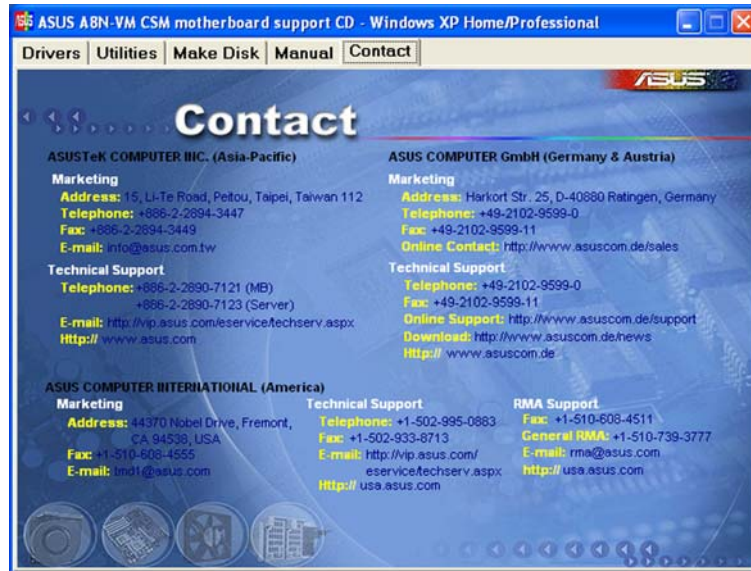 ASUS A8N-VM CSM motherboard support CD - Windows XP Home/Professional
Drivers Utilities Make Disk Manual Contact
ASUS
Contact
ASUSTeK COMPUTER INC. (Asia-Pacific)
Marketing
Address: 15, Li-Te Road, Peitou, Taipei, Taiwan 112
Telephone: +886-2-2894-3447
Fax: +886-2-2894-3449
E-mail: info@asus.com.tw
Technical Support
Telephone: +886-2-2890-7121 (MB)
+886-2-2890-7123 (Server)
E-mail: http://vip.asus.com/eservice/techserv.aspx
Http:// www.asus.com
ASUS COMPUTER GmbH (Germany & Austria)
Marketing
Address: Harkort Str. 25, D-40880 Ratingen, Germany
Telephone: +49-2102-9599-0
Fax: +49-2102-9599-11
Online Contact: http://www.asuscom.de/sales
Technical Support
Telephone: +49-2102-9599-0
Fax: +49-2102-9599-11
Online Support: http://www.asuscom.de/support
Download: http://www.asuscom.de/news
Http:// www.asuscom.de
ASUS COMPUTER INTERNATIONAL (America)
Marketing
Address: 44370 Nobel Drive, Fremont,
CA 94538, USA
Fax: +1-510-608-4555
E-mail: tmd1@asus.com
Technical Support
Telephone: +1-502-995-0883
Fax: +1-502-933-8713
E-mail: http://vip.asus.com/
eservice/techserv.aspx
Http:// usa.asus.com
RMA Support
Fax: +1-510-608-4511
General RMA: +1-510-739-3777
E-mail: rma@asus.com
http:// usa.asus.com